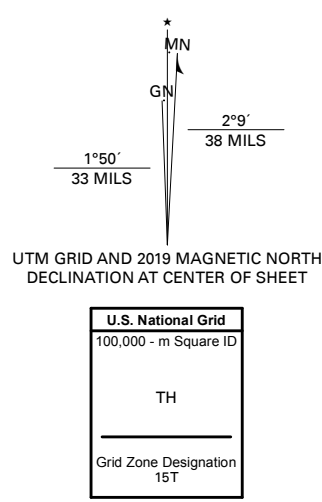 ★
MN
GN
2°9´
38 MILS
1°50´
33 MILS
UTM GRID AND 2019 MAGNETIC NORTH
DECLINATION AT CENTER OF SHEET
U.S. National Grid
100,000 - m Square ID
TH
Grid Zone Designation
15T